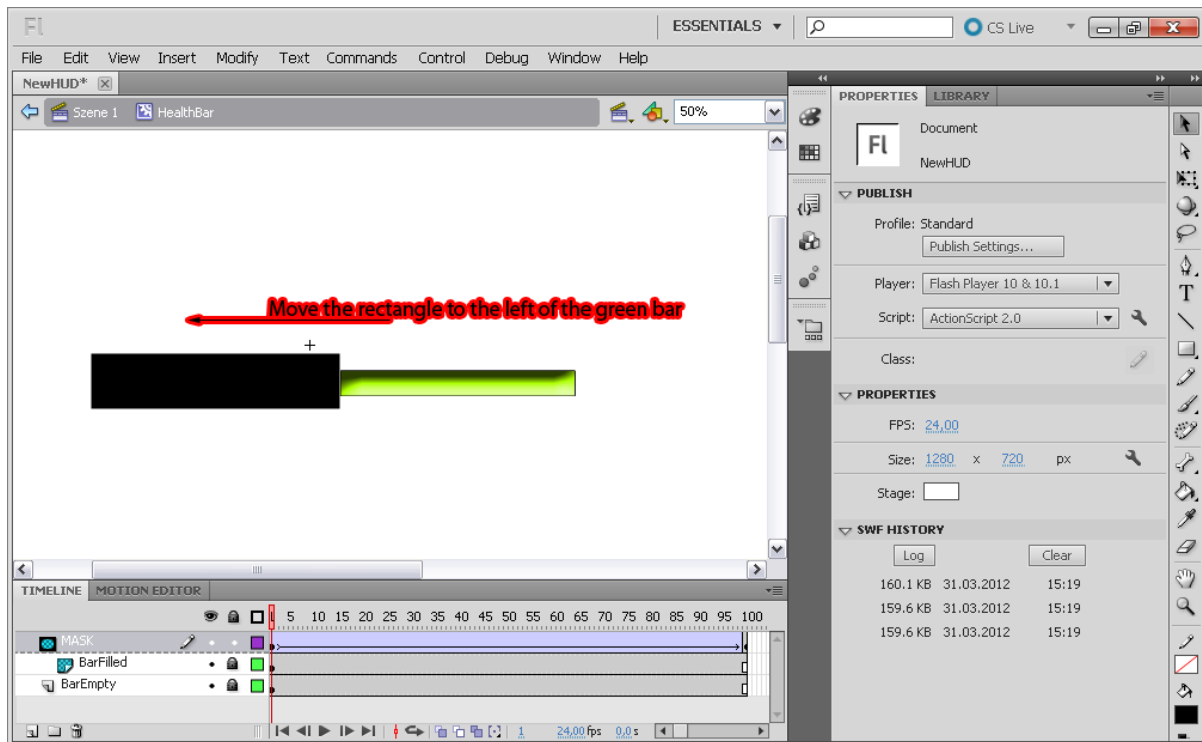 Fl
ESSENTIALS
CS Live
File Edit View Insert Modify Text Commands Control Debug Window Help
NewHUD*
Szene 1 HealthBar
50%
Move the rectangle to the left of the green bar
PROPERTIES LIBRARY
Fl
Document
NewHUD
PUBLISH
Profile: Standard
Publish Settings...
Player: Flash Player 10 & 10.1
Script: ActionScript 2.0
Class:
PROPERTIES
FPS: 24,00
Size: 1280 x 720 px
Stage:
SWF HISTORY
Log Clear
160.1 KB 31.03.2012 15:19
159.6 KB 31.03.2012 15:19
159.6 KB 31.03.2012 15:19
TIMELINE MOTION EDITOR
1 5 10 15 20 25 30 35 40 45 50 55 60 65 70 75 80 85 90 95 100
MASK
BarFilled
BarEmpty
1 24,00 fps 0,0 s